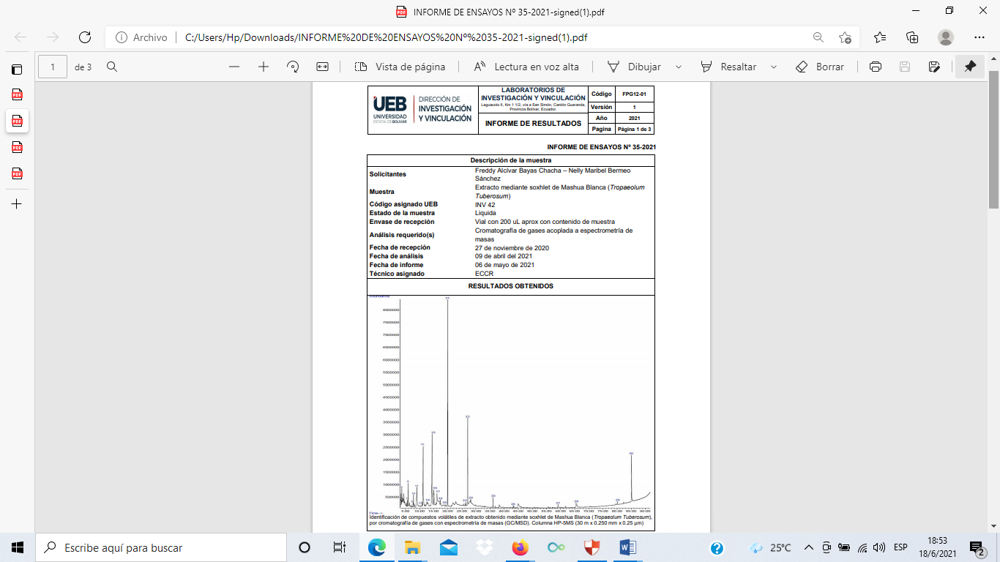 INFORME DE ENSAYOS Nº 35-2021-signed(1).pdf
Archivo
C:/Users/Hp/Downloads/INFORME%20DE%20ENSAYOS%20Nº%2035-2021-signed(1).pdf
1 de 3
Vista de página
Lectura en voz alta
Dibujar
Resaltar
Borrar
UEB
UNIVERSIDAD
ESTATAL DE BOLIVAR
DIRECCIÓN DE
INVESTIGACIÓN
Y VINCULACIÓN
LABORATORIOS DE
INVESTIGACIÓN Y VINCULACIÓN
Laguacoto II, Km 1 1/2, vía a San Simón, Cantón Guaranda,
Provincia Bolívar, Ecuador.
INFORME DE RESULTADOS
Código FPG12-01
Versión 1
Año 2021
Pagina Página 1 de 3
INFORME DE ENSAYOS Nº 35-2021
Descripción de la muestra
Solicitantes Freddy Alcívar Bayas Chacha – Nelly Maribel Bermeo
Sánchez
Muestra Extracto mediante soxhlet de Mashua Blanca (Tropaeolum
Tuberosum)
Código asignado UEB INV 42
Estado de la muestra Liquida
Envase de recepción Vial con 200 uL aprox con contenido de muestra
Análisis requerido(s) Cromatografía de gases acoplada a espectrometría de
masas
Fecha de recepción 27 de noviembre de 2020
Fecha de análisis 09 de abril del 2021
Fecha de informe 06 de mayo de 2021
Técnico asignado ECCR
RESULTADOS OBTENIDOS
Abundance
21
8000000
7500000
7000000
6500000
6000000
5500000
5000000
4500000
4000000
3500000
3000000
2500000
2000000
1500000
1000000
500000
23
15
30
5.00 10.00 15.00 20.00 25.00 30.00 35.00 40.00 45.00 50.00 55.00 60.00 65.00 70.00 75.00 80.00 85.00 90.00
Time-->
Identificación de compuestos volátiles de extracto obtenido mediante soxhlet de Mashua Blanca (Tropaeolum Tuberosum),
por cromatografía de gases con espectrometría de masas (GC/MSD). Columna HP-5MS (30 m x 0.250 mm x 0.25 µm)
Escribe aquí para buscar
25°C
ESP
18:53
18/6/2021
2